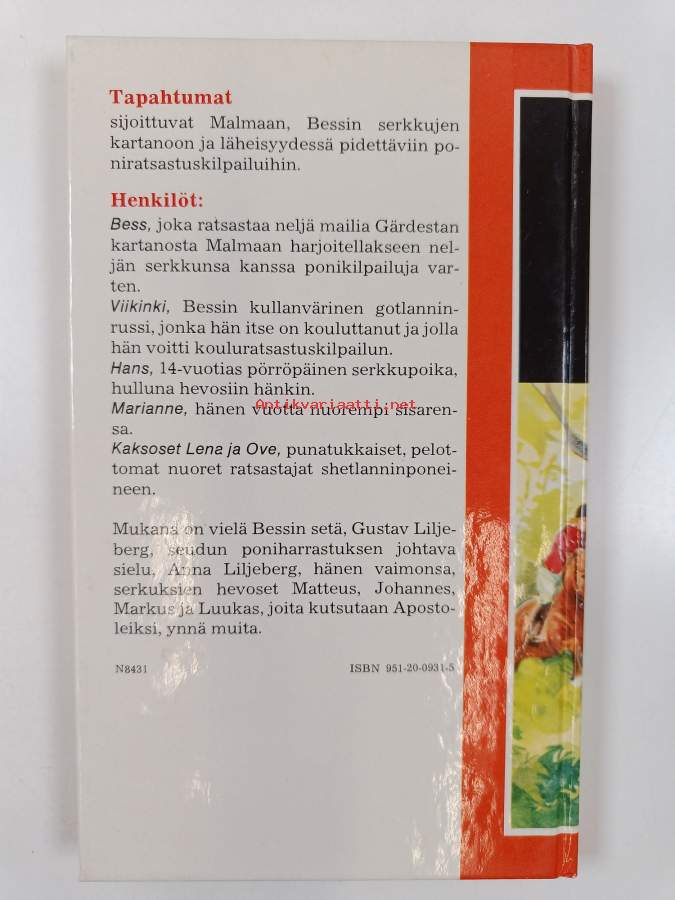 Tapahtumat
sijoittuvat Malmaan, Bessin serkkujen
kartanoon ja läheisyydessä pidettäviin po-
niratsastuskilpailuihin.
Henkilöt:
Bess, joka ratsastaa neljä mailia Gärdestan
kartanosta Malmaan harjoitellakseen nel-
jän serkkunsa kanssa ponikilpailuja var-
ten.
Viikinki, Bessin kullanvärinen gotlannin-
russi, jonka hän itse on kouluttanut ja jolla
hän voitti kouluratsastuskilpailun.
Hans, 14-vuotias pörröpäinen serkkupoika,
hulluna hevosiin hänkin.
Antikvariaatti.net
Marianne, hänen vuotta nuorempi sisaren-
sa.
Kaksoset Lena ja Ove, punatukkaiset, pelot-
tomat nuoret ratsastajat shetlanninponei-
neen.
Mukana on vielä Bessin setä, Gustav Lilje-
berg, seudun poniharrastuksen johtava
sielu, Anna Liljeberg, hänen vaimonsa,
serkuksien hevoset Matteus, Johannes,
Markus ja Luukas, joita kutsutaan Aposto-
leiksi, ynnä muita.
N8431 ISBN 951-20-0931-5